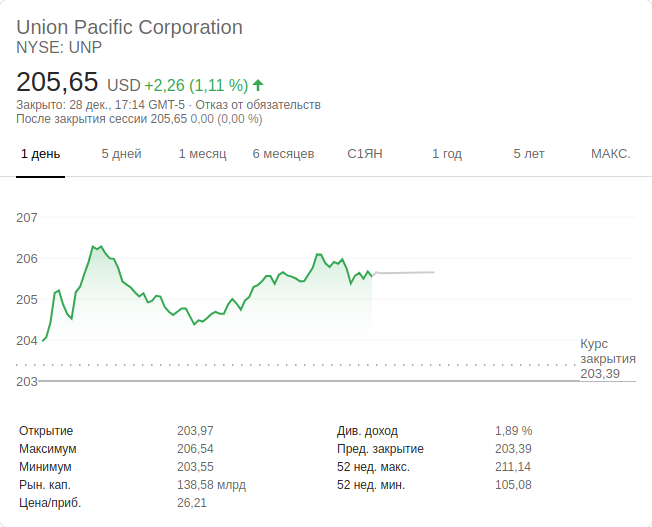 Union Pacific Corporation
NYSE: UNP
205,65 USD +2,26 (1,11 %)
Закрыто: 28 дек., 17:14 GMT-5 · Отказ от обязательств
После закрытия сессии 205,65 0,00 (0,00 %)
1 день 5 дней 1 месяц 6 месяцев С1ЯН 1 год 5 лет МАКС.
207
206
205
204
203
Курс
закрытия
203,39
Открытие 203,97 Див. доход 1,89 %
Максимум 206,54 Пред. закрытие 203,39
Минимум 203,55 52 нед. макс. 211,14
Рын. кап. 138,58 млрд 52 нед. мин. 105,08
Цена/приб. 26,21